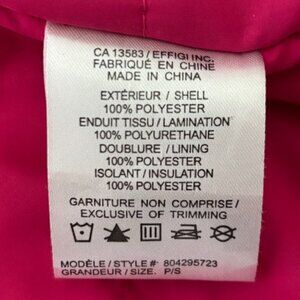 CA 13583 / EFFIGI INC.
FABRIQUÉ EN CHINE
MADE IN CHINA
EXTÉRIEUR / SHELL
100% POLYESTER
ENDUIT TISSU / LAMINATION
100% POLYURETHANE
DOUBLURE / LINING
100% POLYESTER
ISOLANT / INSULATION
100% POLYESTER
GARNITURE NON COMPRISE /
EXCLUSIVE OF TRIMMING
MODÈLE / STYLE #: 804295723
GRANDEUR / SIZE. P/S